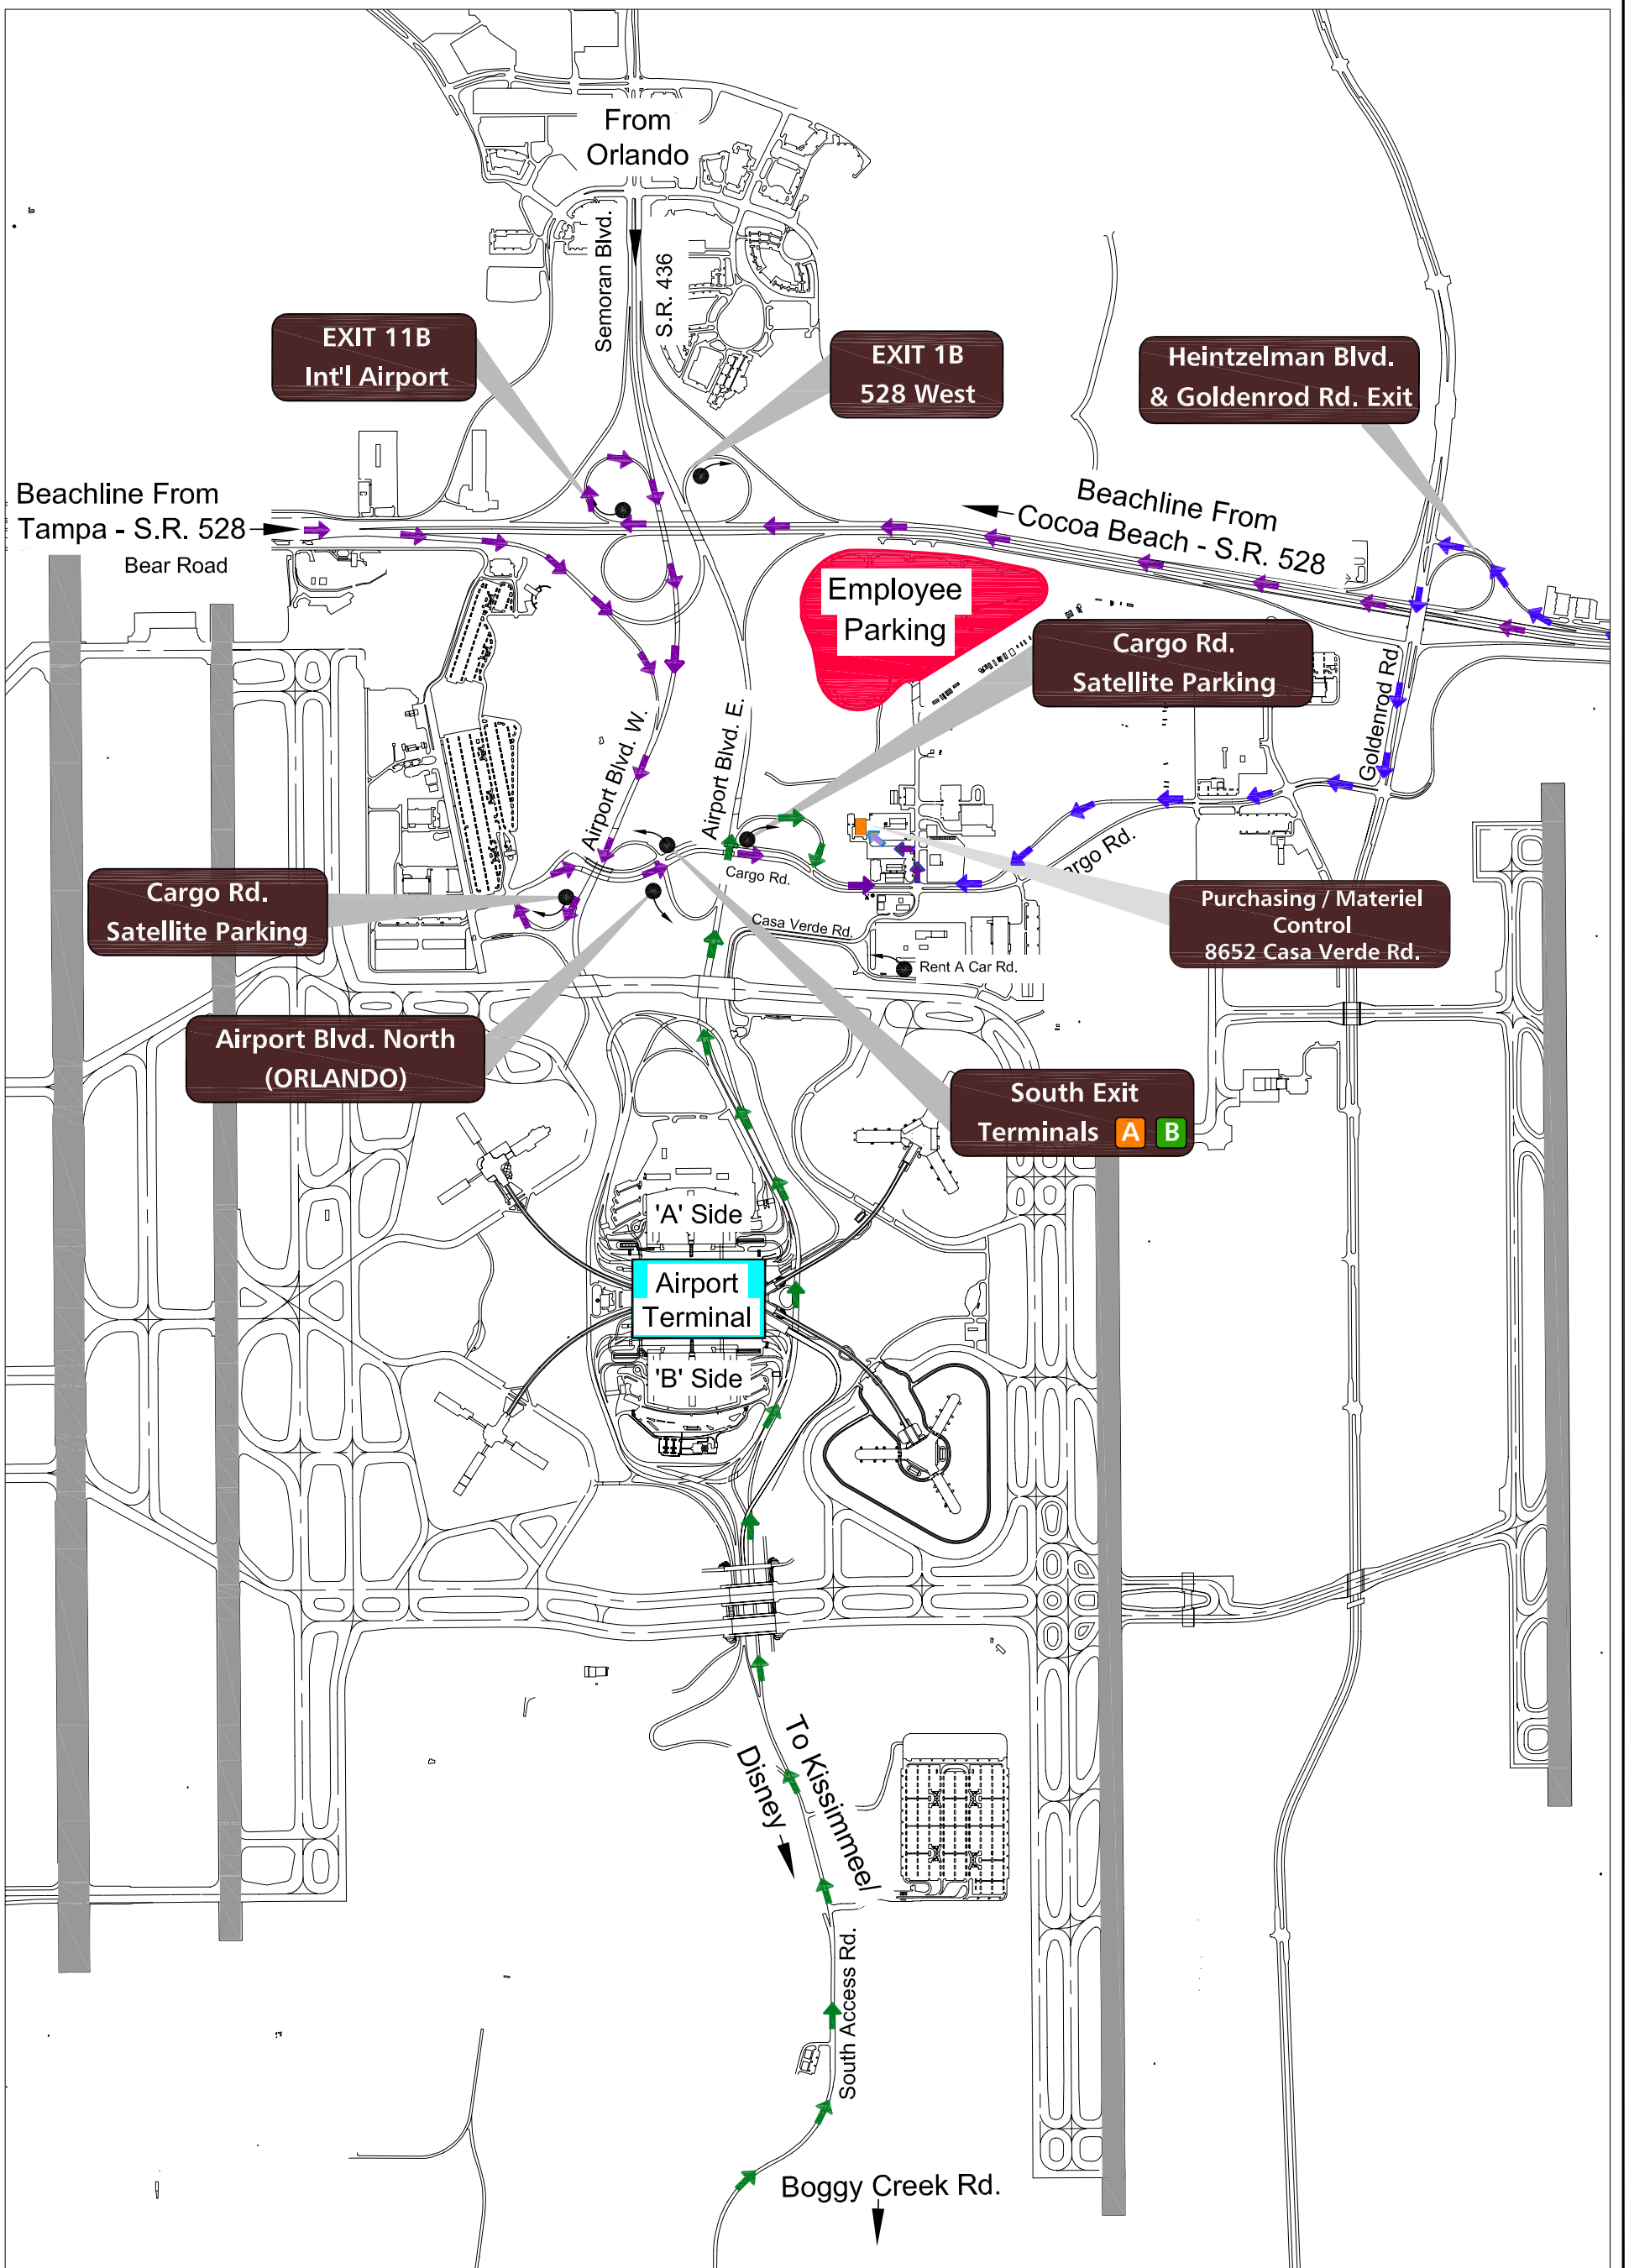 From
Orlando
Semoran Blvd.
S.R. 436
EXIT 11B
Int'l Airport
EXIT 1B
528 West
Heintzelman Blvd.
& Goldenrod Rd. Exit
Beachline From
Tampa - S.R. 528
Bear Road
Beachline From
Cocoa Beach - S.R. 528
Employee
Parking
Cargo Rd.
Satellite Parking
Goldenrod Rd
Airport Blvd. W.
Airport Blvd. E.
Cargo Rd.
argo Rd.
Cargo Rd.
Satellite Parking
Purchasing / Materiel
Control
8652 Casa Verde Rd.
Casa Verde Rd.
Rent A Car Rd.
Airport Blvd. North
(ORLANDO)
South Exit
Terminals A B
'A' Side
Airport
Terminal
'B' Side
To Kissimmeel
Disney
South Access Rd.
Boggy Creek Rd.